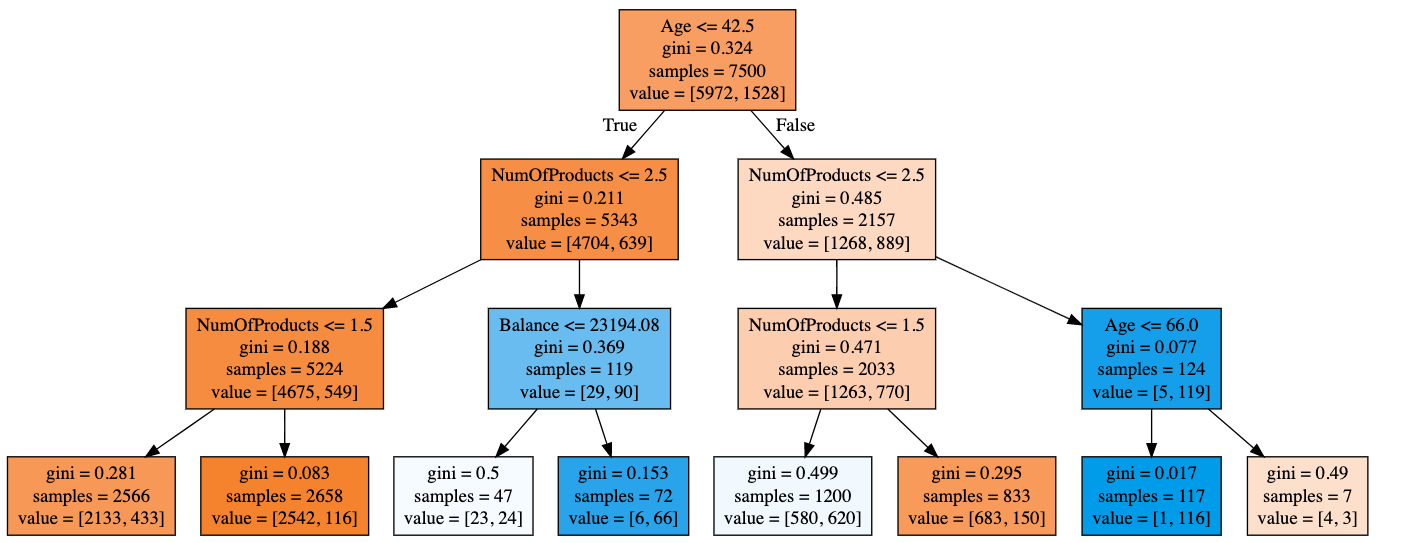 Age <= 42.5
gini = 0.324
samples = 7500
value = [5972, 1528]
True
False
NumOfProducts <= 2.5
gini = 0.211
samples = 5343
value = [4704, 639]
NumOfProducts <= 2.5
gini = 0.485
samples = 2157
value = [1268, 889]
NumOfProducts <= 1.5
gini = 0.188
samples = 5224
value = [4675, 549]
Balance <= 23194.08
gini = 0.369
samples = 119
value = [29, 90]
NumOfProducts <= 1.5
gini = 0.471
samples = 2033
value = [1263, 770]
Age <= 66.0
gini = 0.077
samples = 124
value = [5, 119]
gini = 0.281
samples = 2566
value = [2133, 433]
gini = 0.083
samples = 2658
value = [2542, 116]
gini = 0.5
samples = 47
value = [23, 24]
gini = 0.153
samples = 72
value = [6, 66]
gini = 0.499
samples = 1200
value = [580, 620]
gini = 0.295
samples = 833
value = [683, 150]
gini = 0.017
samples = 117
value = [1, 116]
gini = 0.49
samples = 7
value = [4, 3]